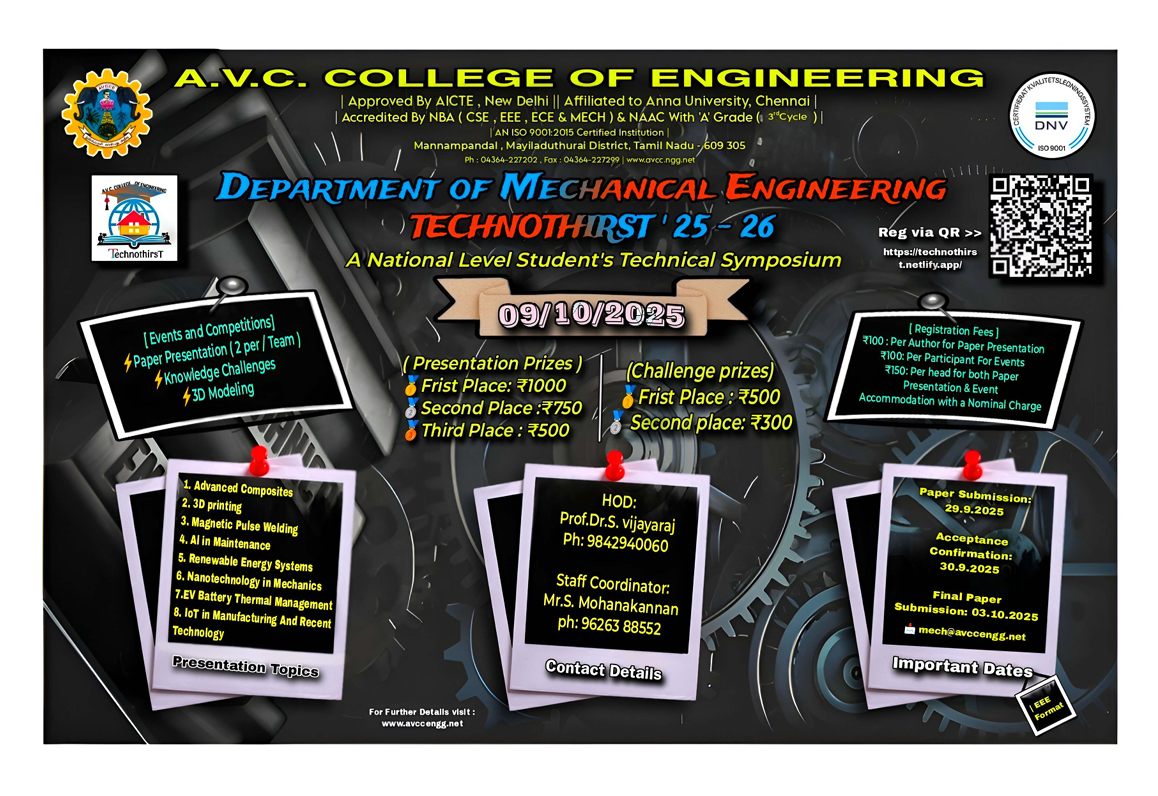 A.V.C. COLLEGE OF ENGINEERING
| Approved By AICTE , New Delhi || Affiliated to Anna University, Chennai |
| Accredited By NBA ( CSE , EEE , ECE & MECH ) & NAAC With 'A' Grade ( 3rdCycle ) |
| AN ISO 9001:2015 Certified Institution |
Mannampandal , Mayiladuthurai District, Tamil Nadu - 609 305
Ph : 04364-227202 , Fax : 04364-227299 | www.avcc.ngg.net
CERTIFIERAT KVALITETSLEDNINGSSYSTEM
DNV
ISO 9001
A.V.C. COLLEGE OF ENGINEERING
TechnothirsT
DEPARTMENT OF MECHANICAL ENGINEERING
TECHNOTHIRST ' 25 - 26
A National Level Student's Technical Symposium
Reg via QR >>
https://technothirs
t.netlify.app/
09/10/2025
[ Events and Competitions]
⚡Paper Presentation ( 2 per / Team )
⚡Knowledge Challenges
⚡3D Modeling
( Presentation Prizes )
🥇Frist Place: ₹1000
🥈Second Place :₹750
🥉Third Place : ₹500
(Challenge prizes)
🥇Frist Place : ₹500
🥈Second place: ₹300
[ Registration Fees ]
₹100 : Per Author for Paper Presentation
₹100: Per Participant For Events
₹150: Per head for both Paper
Presentation & Event
Accommodation with a Nominal Charge
1. Advanced Composites
2. 3D printing
3. Magnetic Pulse Welding
4. AI in Maintenance
5. Renewable Energy Systems
6. Nanotechnology in Mechanics
7.EV Battery Thermal Management
8. IoT in Manufacturing And Recent
Technology
Presentation Topics
HOD:
Prof.Dr.S. vijayaraj
Ph: 9842940060
Staff Coordinator:
Mr.S. Mohanakannan
ph: 96263 88552
Contact Details
Paper Submission:
29.9.2025
Acceptance
Confirmation:
30.9.2025
Final Paper
Submission: 03.10.2025
📩 mech@avccengg.net
Important Dates
| EEE
Format
For Further Details visit :
www.avccengg.net